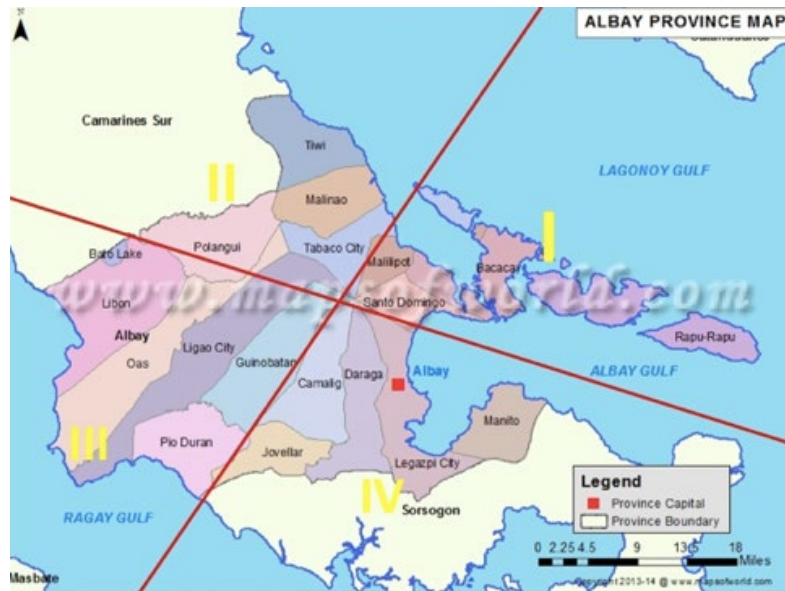 ALBAY PROVINCE MAP
Camarines Sur
Tiwi
LAGONOY GULF
II
Malinao
I
Polangui
Tabaco City
Bato Lake
Malilipot
Bacacay
www.mapsofworld.com
Libon
Santo Domingo
Albay
Ligao City
Rapu-Rapu
Oas
Guinobatan
Daraga
Albay
ALBAY GULF
Camalig
Manito
III
Pio Duran
Jovellar
Legazpi City
IV
Sorsogon
RAGAY GULF
Legend
Province Capital
Province Boundary
0 2.25 4.5 9 13.5 18
Miles
Masbate
Copyright 2013-14 @ www.mapsofworld.com